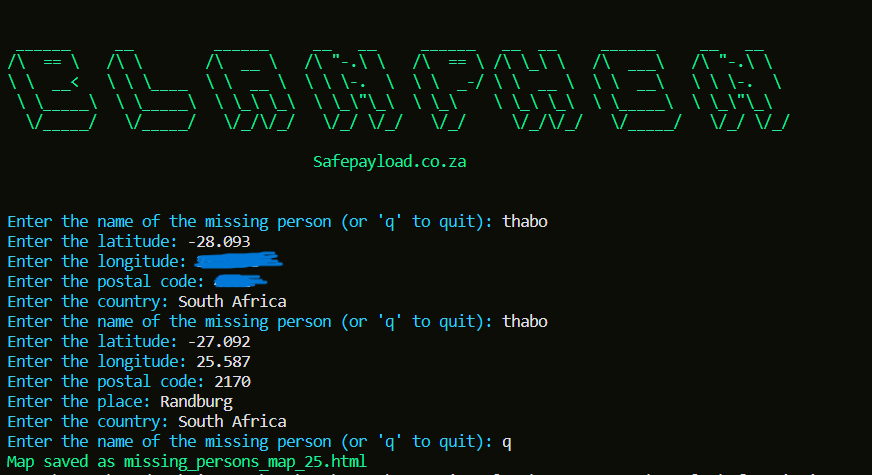 BLANPHEN
Safepayload.co.za
Enter the name of the missing person (or 'q' to quit): thabo
Enter the latitude: -28.093
Enter the longitude:
Enter the postal code:
Enter the country: South Africa
Enter the name of the missing person (or 'q' to quit): thabo
Enter the latitude: -27.092
Enter the longitude: 25.587
Enter the postal code: 2170
Enter the place: Randburg
Enter the country: South Africa
Enter the name of the missing person (or 'q' to quit): q
Map saved as missing_persons_map_25.html